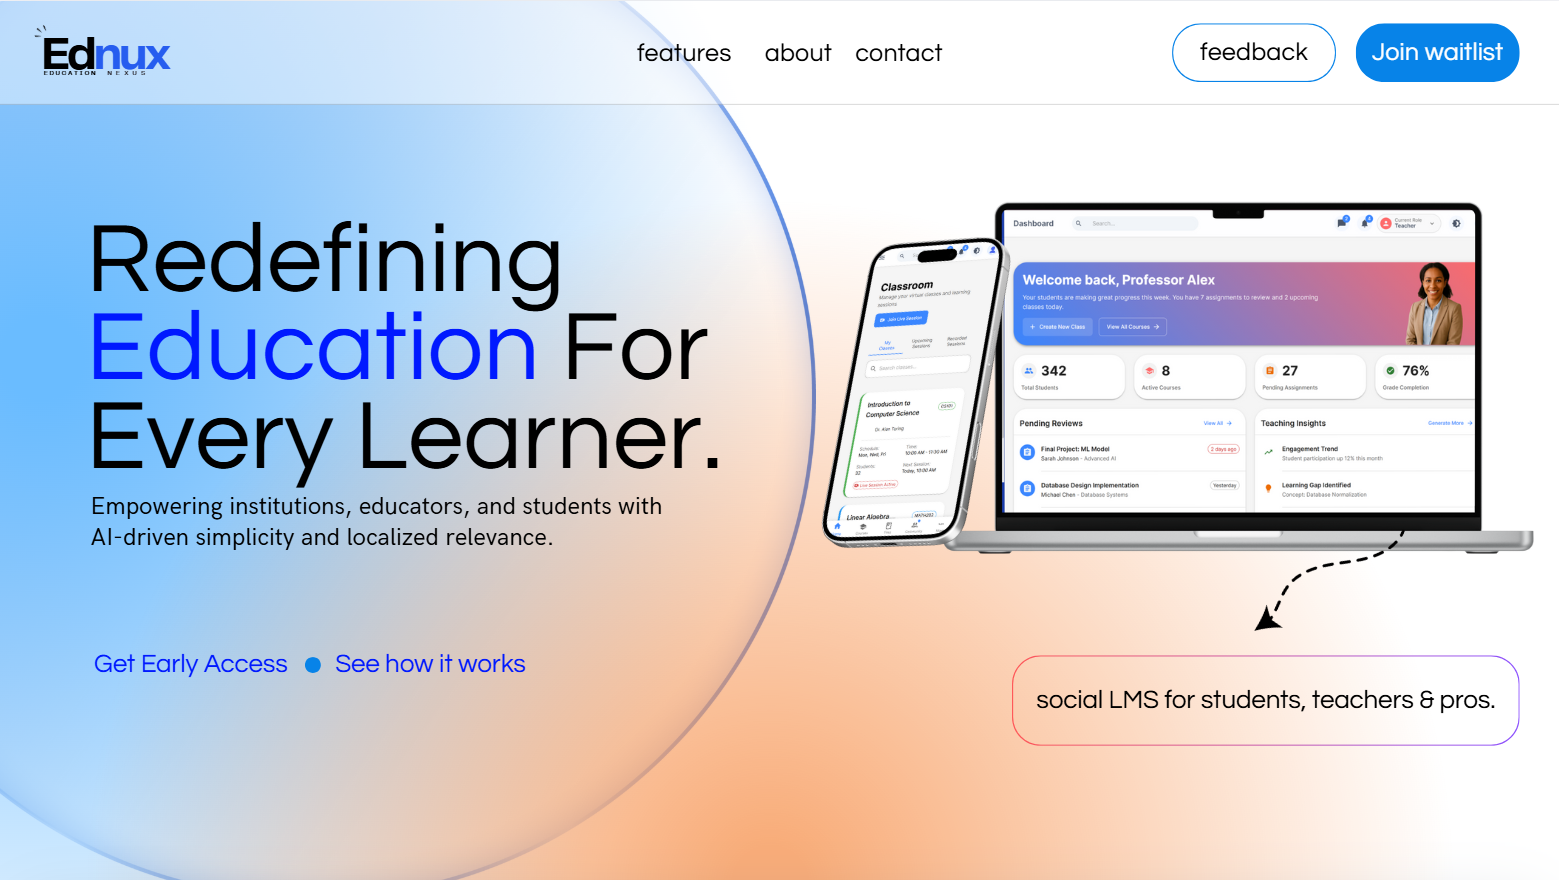 Ednux
EDUCATION NEXUS
features about contact
feedback
Join waitlist
Redefining
Education For
Every Learner.
Empowering institutions, educators, and students with
AI-driven simplicity and localized relevance.
Get Early Access
See how it works
Classroom
Manage your virtual classes and learning
sessions
Join Live Session
My
Classes
Upcoming
Sessions
Recorded
Sessions
Search classes...
Introduction to
Computer Science
CS101
Dr. Alan Turing
Schedule
Mon, Wed, Fri
Time
10:00 AM - 11:30 AM
Students
32
Next Session
Today, 10:00 AM
Live Session Active
Linear Algebra
MATH202
Dashboard
Search...
Current Role
Teacher
Welcome back, Professor Alex
Your students are making great progress this week. You have 7 assignments to review and 2 upcoming
classes today.
+ Create New Class
View All Courses →
342
Total Students
8
Active Courses
27
Pending Assignments
76%
Grade Completion
Pending Reviews
View All →
Final Project: ML Model
Sarah Johnson - Advanced AI
2 days ago
Database Design Implementation
Michael Chen - Database Systems
Yesterday
Teaching Insights
Generate More →
Engagement Trend
Student participation up 12% this month
Learning Gap Identified
Concept: Database Normalization
social LMS for students, teachers & pros.